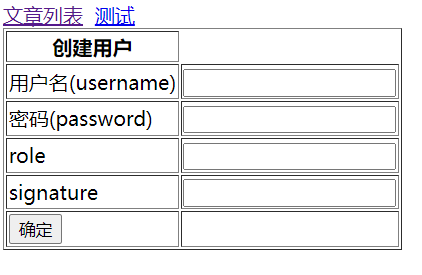 文章列表 测试
创建用户
用户名(username)
密码(password)
role
signature
确定